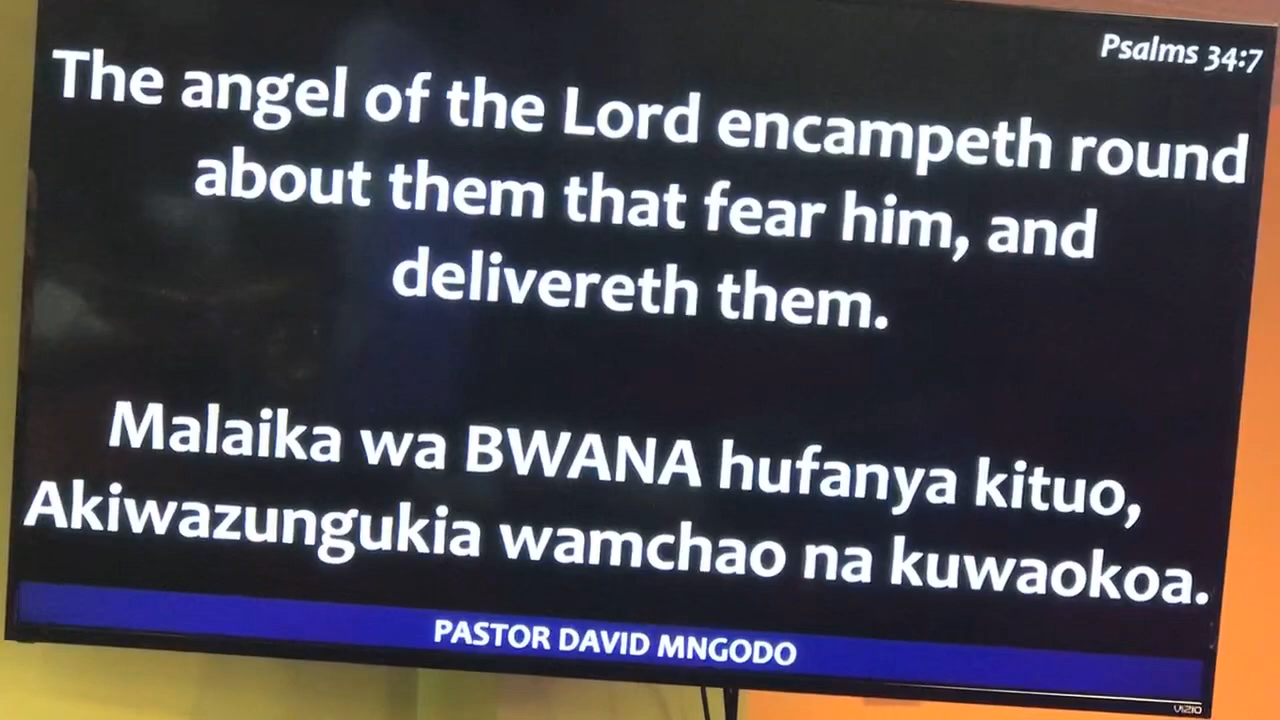 Psalms 34:7
The angel of the Lord encampeth round
about them that fear him, and
delivereth them.
Malaika wa BWANA hufanya kituo,
Akiwazungukia wamchao na kuwaokoa.
PASTOR DAVID MNGODO
VIZIO